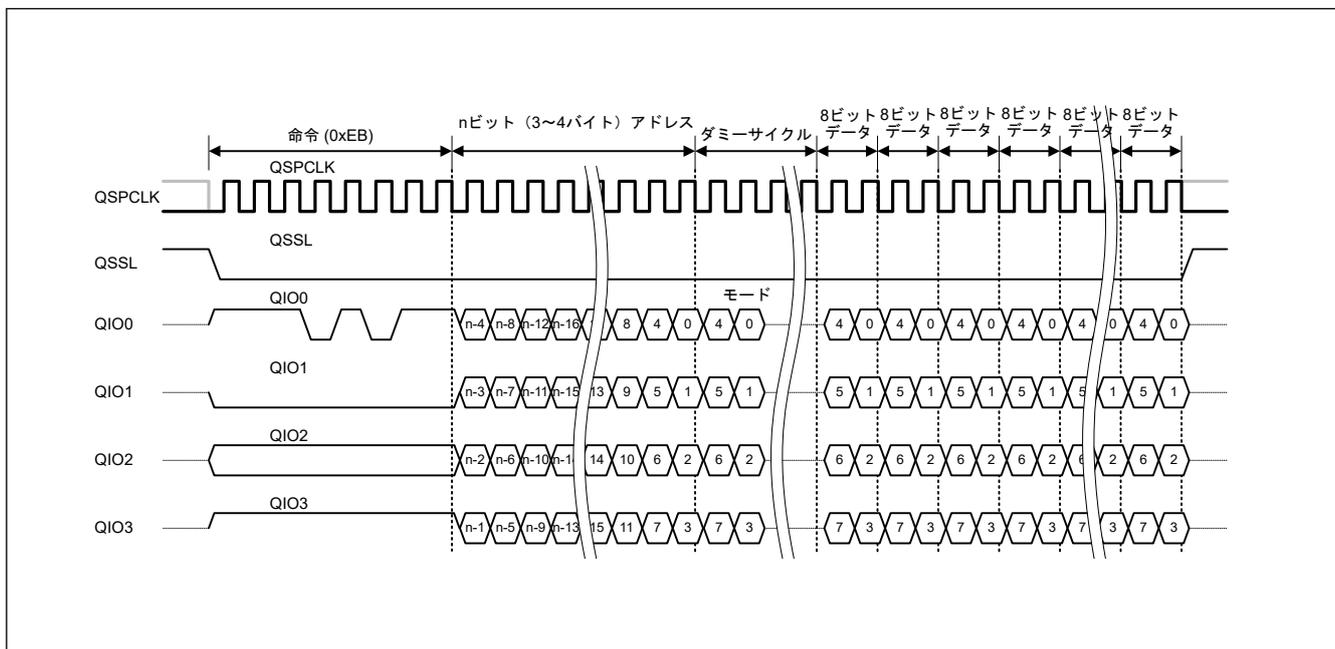 命令 (0xEB)
nビット（3～4バイト）アドレス
ダミーサイクル
8ビット
データ
8ビット
データ
8ビット
データ
8ビット
データ
8ビット
データ
8ビット
データ
QSPCLK
QSPCLK
QSSL
QSSL
モード
QIO0
QIO0 n-4 n-8 n-12 n-16 8 4 0 4 0 4 0 4 0 4 0 4 0 4 0 4 0
QIO1
QIO1 n-3 n-7 n-11 n-15 13 9 5 1 5 1 5 1 5 1 5 1 5 1 5 1 5 1
QIO2
QIO2 n-2 n-6 n-10 14 10 6 2 6 2 6 2 6 2 6 2 6 2 6 2 6 2
QIO3
QIO3 n-1 n-5 n-9 n-13 15 11 7 3 7 3 7 3 7 3 7 3 7 3 7 3 7 3